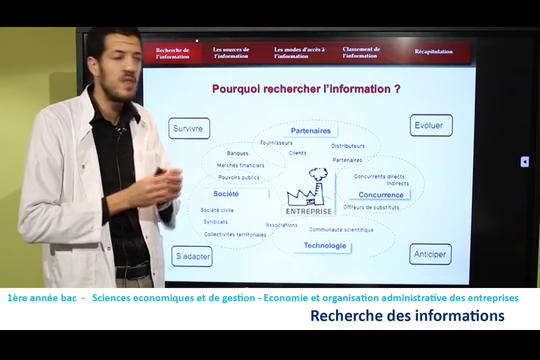 Recherche de l'information
Les sources de l'information
Les modes d'accès à l'information
Classement de l'information
Récapitulation
Pourquoi rechercher l'information ?
Survivre
Evoluer
Partenaires
Fournisseurs
Distributeurs
Banques
Clients
Partenaires
Marchés financiers
Pouvoirs publics
Concurrents directs
Indirects
Société
ENTREPRISE
Concurrence
Société civile
Offreurs de substituts
Syndicats
Associations
Communauté scientifique
Collectivités territoriales
Technologie
S'adapter
Anticiper
1ère année bac - Sciences economiques et de gestion - Economie et organisation administrative des entreprises
Recherche des informations